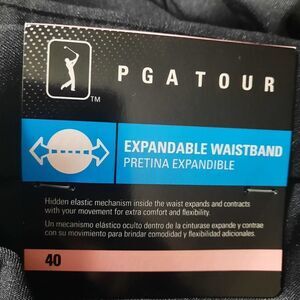 PGA TOUR
TM
EXPANDABLE WAISTBAND
PRETINA EXPANDIBLE
Hidden elastic mechanism inside the waist expands and contracts
with your movement for extra comfort and flexibility.
Un mecanismo elástico oculto dentro de la cinturase expande y contrae
con su movimiento para brindar comodidad y flexibilidad adicionales.
40